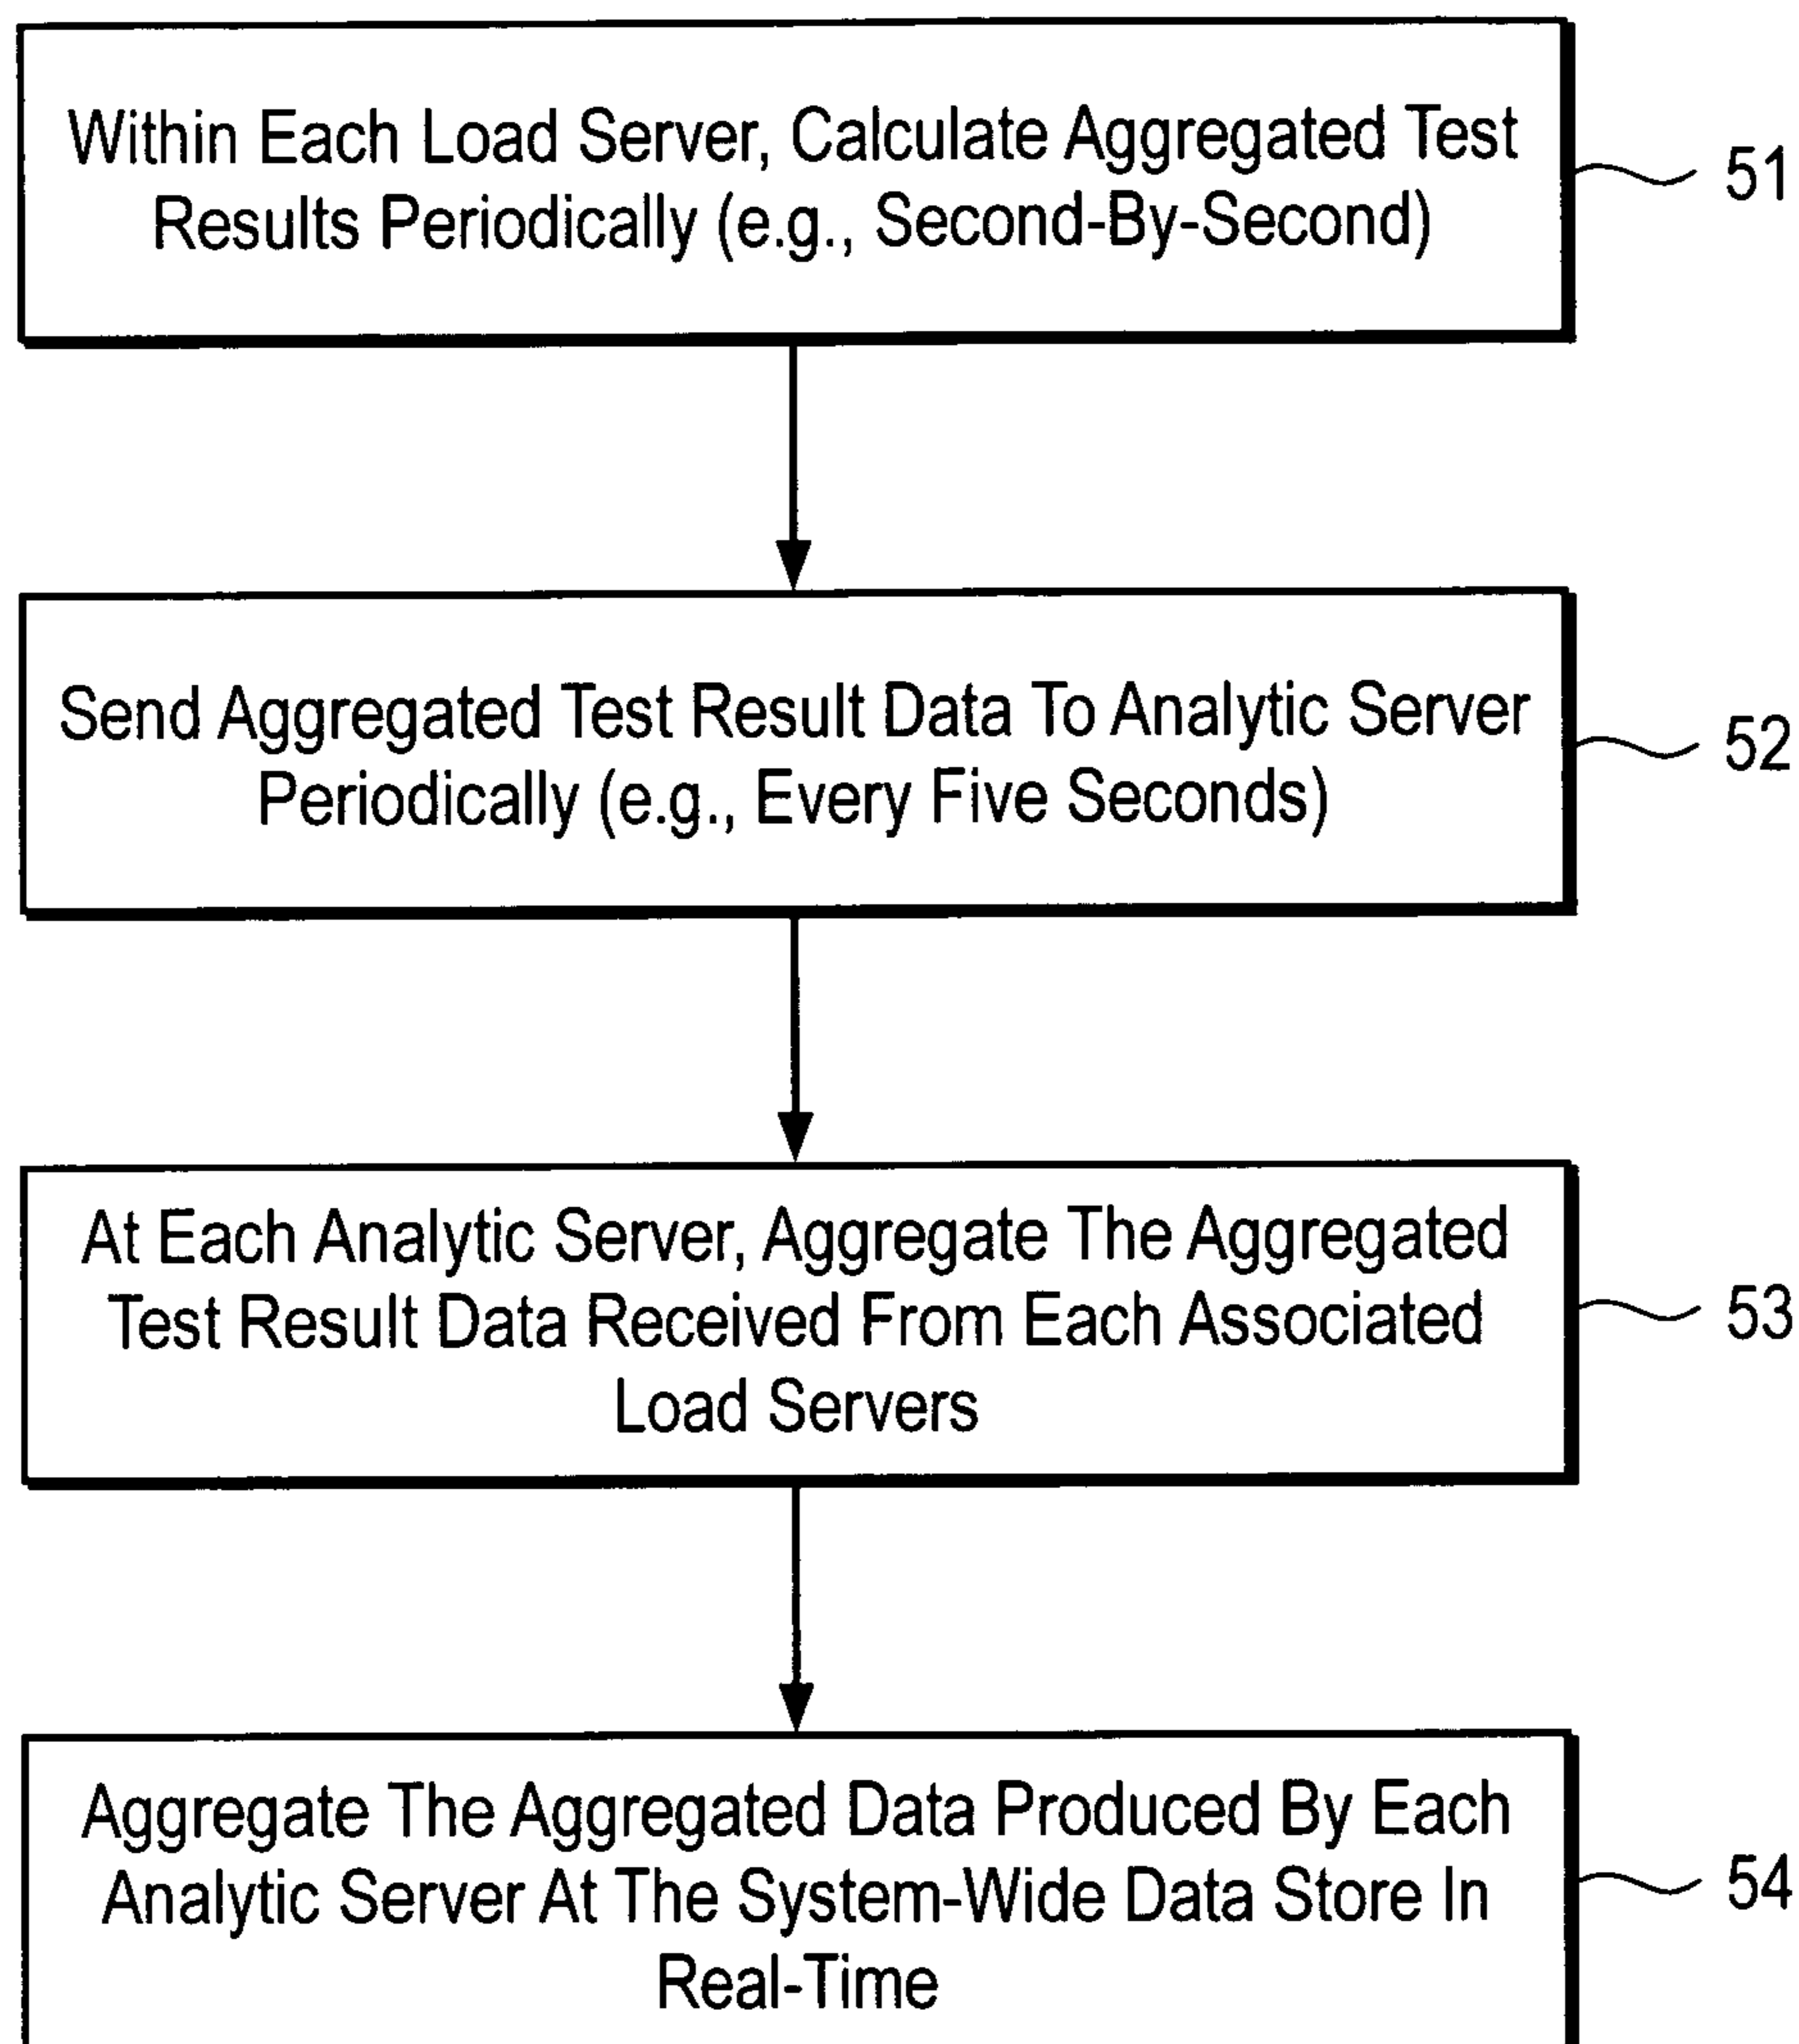 Within Each Load Server, Calculate Aggregated Test
Results Periodically (e.g., Second-By-Second)
51
Send Aggregated Test Result Data To Analytic Server
Periodically (e.g., Every Five Seconds)
52
At Each Analytic Server, Aggregate The Aggregated
Test Result Data Received From Each Associated
Load Servers
53
Aggregate The Aggregated Data Produced By Each
Analytic Server At The System-Wide Data Store In
Real-Time
54